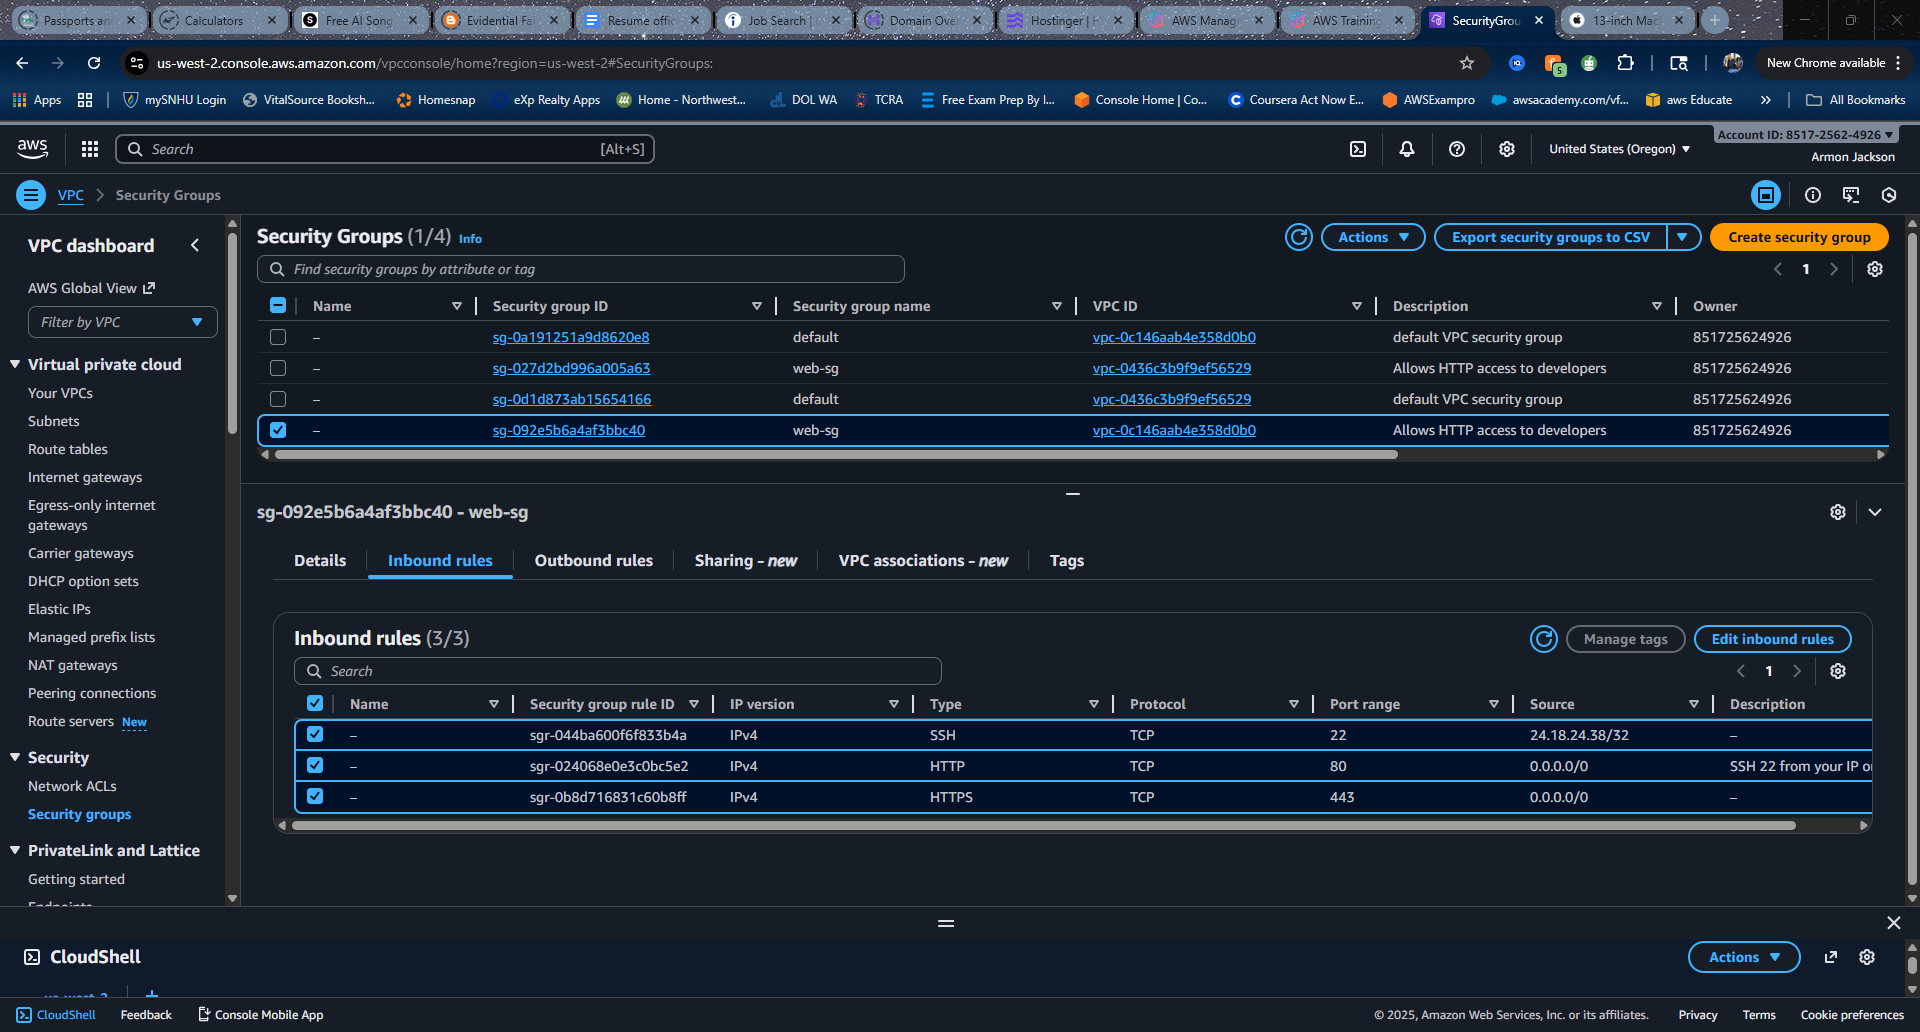 Passports an
Calculators
Free AI Song
Evidential Fa
Resume offic
Job Search |
Domain Over
Hostinger | H
AWS Manag
AWS Training
SecurityGrou
13-inch Mac
us-west-2.console.aws.amazon.com/vpcconsole/home?region=us-west-2#SecurityGroups:
5
New Chrome available
Apps
mySNHU Login
VitalSource Booksh...
Homesnap
eXp Realty Apps
Home - Northwest...
DOL WA
TCRA
Free Exam Prep By I...
Console Home | Co...
Coursera Act Now E...
AWSExampro
awsacademy.com/vf...
aws Educate
All Bookmarks
aws
Search
[Alt+S]
United States (Oregon)
Account ID: 8517-2562-4926
Armon Jackson
VPC
Security Groups
VPC dashboard
AWS Global View
Filter by VPC
Virtual private cloud
Your VPCs
Subnets
Route tables
Internet gateways
Egress-only internet
gateways
Carrier gateways
DHCP option sets
Elastic IPs
Managed prefix lists
NAT gateways
Peering connections
Route servers New
Security
Network ACLs
Security groups
PrivateLink and Lattice
Getting started
Endpoints
Security Groups (1/4) Info
Actions
Export security groups to CSV
Create security group
Find security groups by attribute or tag
1
Name Security group ID Security group name VPC ID Description Owner
– sg-0a191251a9d8620e8 default vpc-0c146aab4e358d0b0 default VPC security group 851725624926
– sg-027d2bd996a005a63 web-sg vpc-0436c3b9f9ef56529 Allows HTTP access to developers 851725624926
– sg-0d1d873ab15654166 default vpc-0436c3b9f9ef56529 default VPC security group 851725624926
– sg-092e5b6a4af3bbc40 web-sg vpc-0c146aab4e358d0b0 Allows HTTP access to developers 851725624926
sg-092e5b6a4af3bbc40 - web-sg
Details
Inbound rules
Outbound rules
Sharing - new
VPC associations - new
Tags
Inbound rules (3/3)
Manage tags
Edit inbound rules
Search
1
Name Security group rule ID IP version Type Protocol Port range Source Description
– sgr-044ba600f6f833b4a IPv4 SSH TCP 22 24.18.24.38/32 –
– sgr-024068e0e3c0bc5e2 IPv4 HTTP TCP 80 0.0.0.0/0 SSH 22 from your IP o
– sgr-0b8d716831c60b8ff IPv4 HTTPS TCP 443 0.0.0.0/0 –
CloudShell
Actions
us-west-2
CloudShell
Feedback
Console Mobile App
© 2025, Amazon Web Services, Inc. or its affiliates.
Privacy
Terms
Cookie preferences